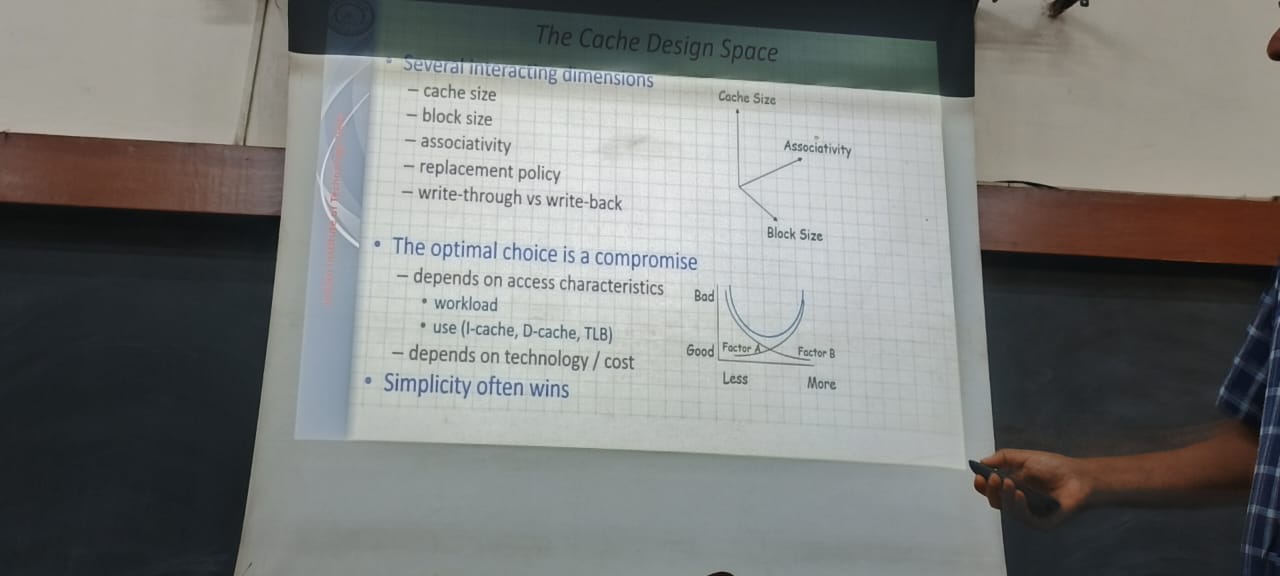 The Cache Design Space
• Several interacting dimensions
– cache size
– block size
– associativity
– replacement policy
– write-through vs write-back
• The optimal choice is a compromise
– depends on access characteristics
• workload
• use (I-cache, D-cache, TLB)
– depends on technology / cost
• Simplicity often wins
Cache Size
Associativity
Block Size
Bad
Good
Factor A
Factor B
Less
More